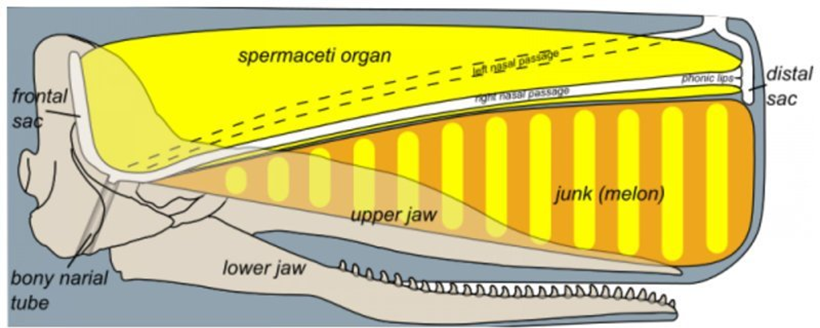 spermaceti organ
left nasal passage
phonic lips
right nasal passage
distal
sac
frontal
sac
junk (melon)
upper jaw
lower jaw
bony narial
tube